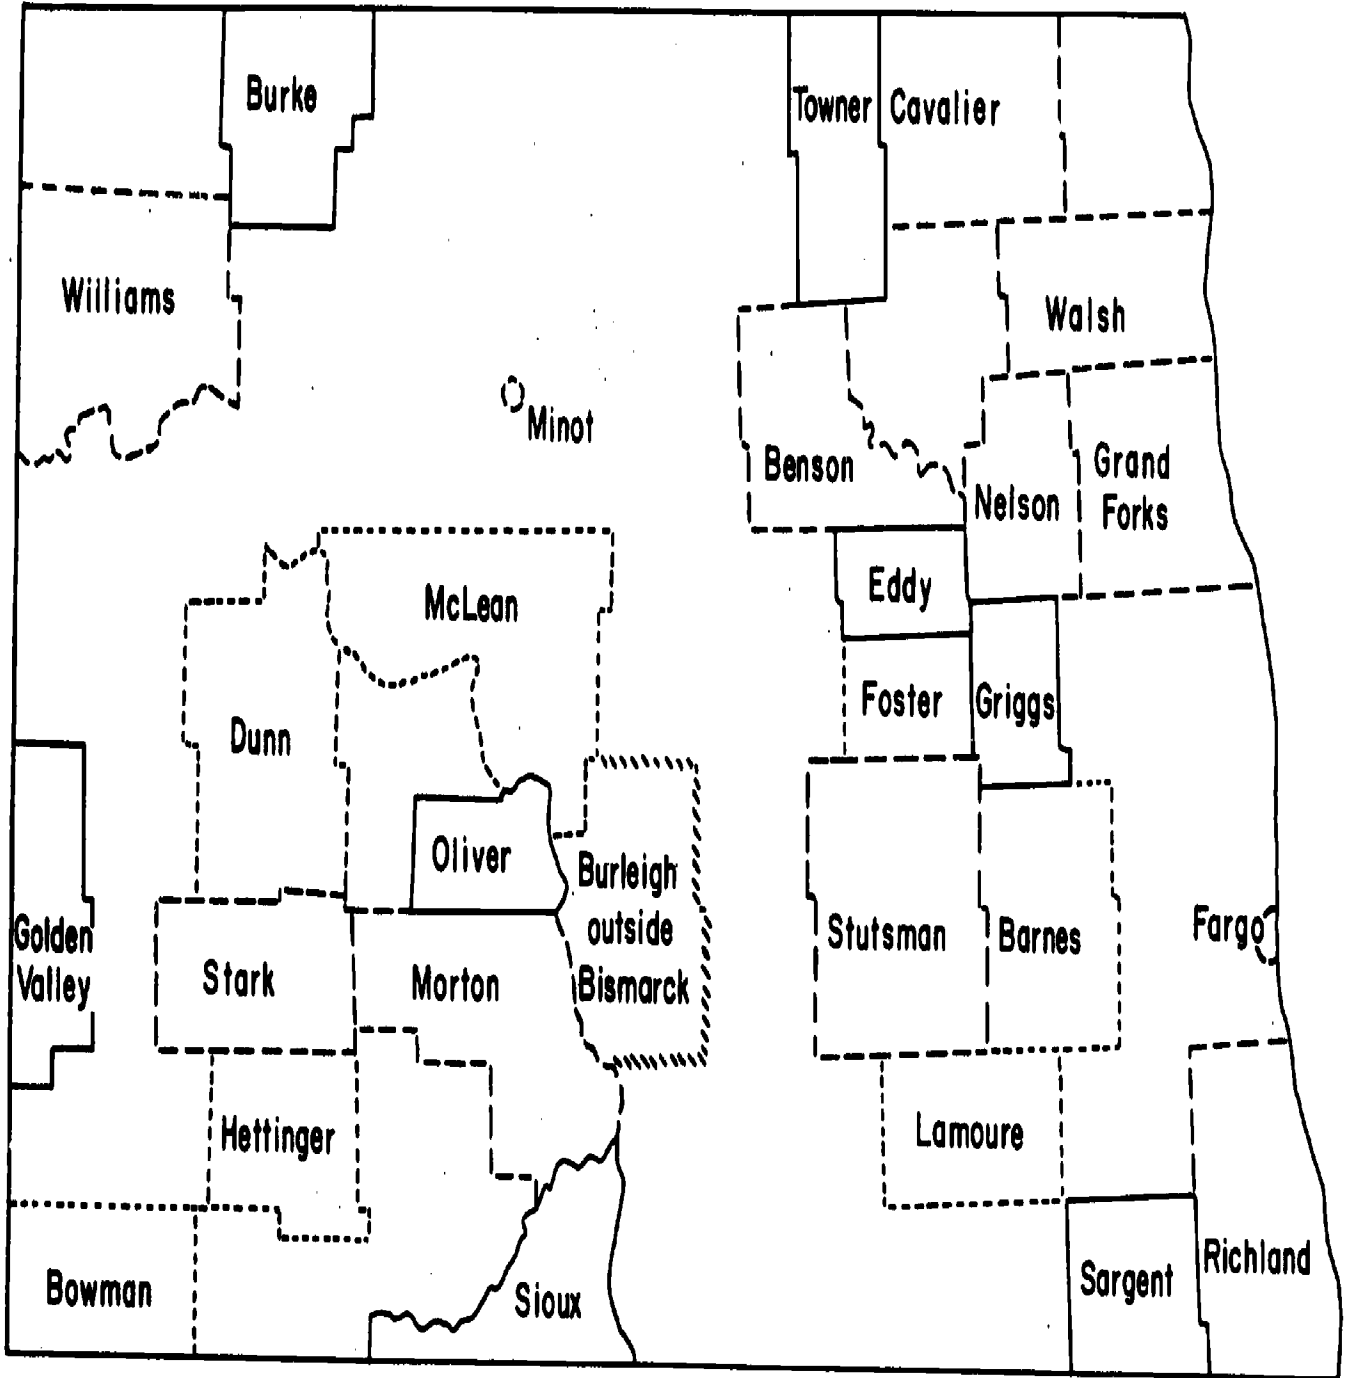 Burke
Towner
Cavalier
Williams
Walsh
Minot
Benson
Nelson
Grand
Forks
Eddy
McLean
Foster
Griggs
Dunn
Oliver
Burleigh
outside
Bismarck
Golden
Valley
Stark
Morton
Stutsman
Barnes
Fargo
Hettinger
Lamoure
Bowman
Sioux
Sargent
Richland